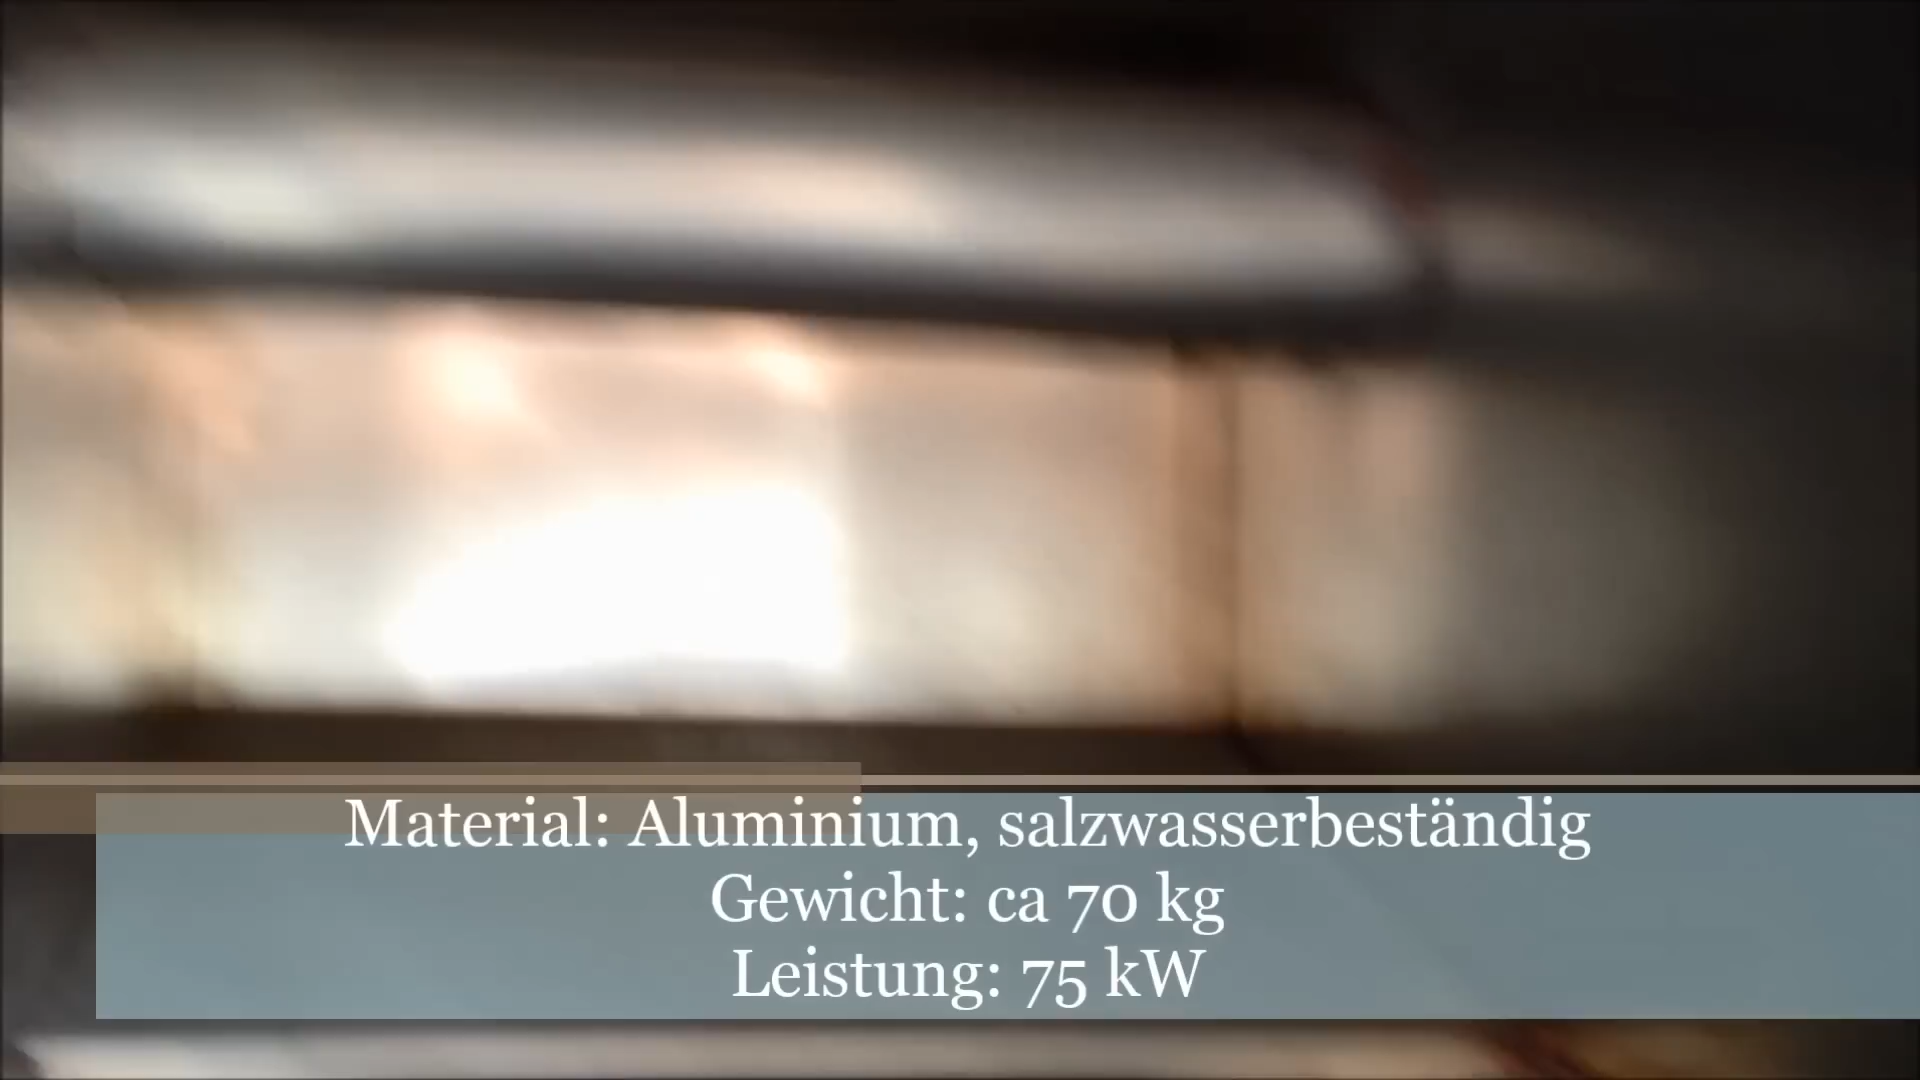 Material: Aluminium, salzwasserbeständig
Gewicht: ca 70 kg
Leistung: 75 kW